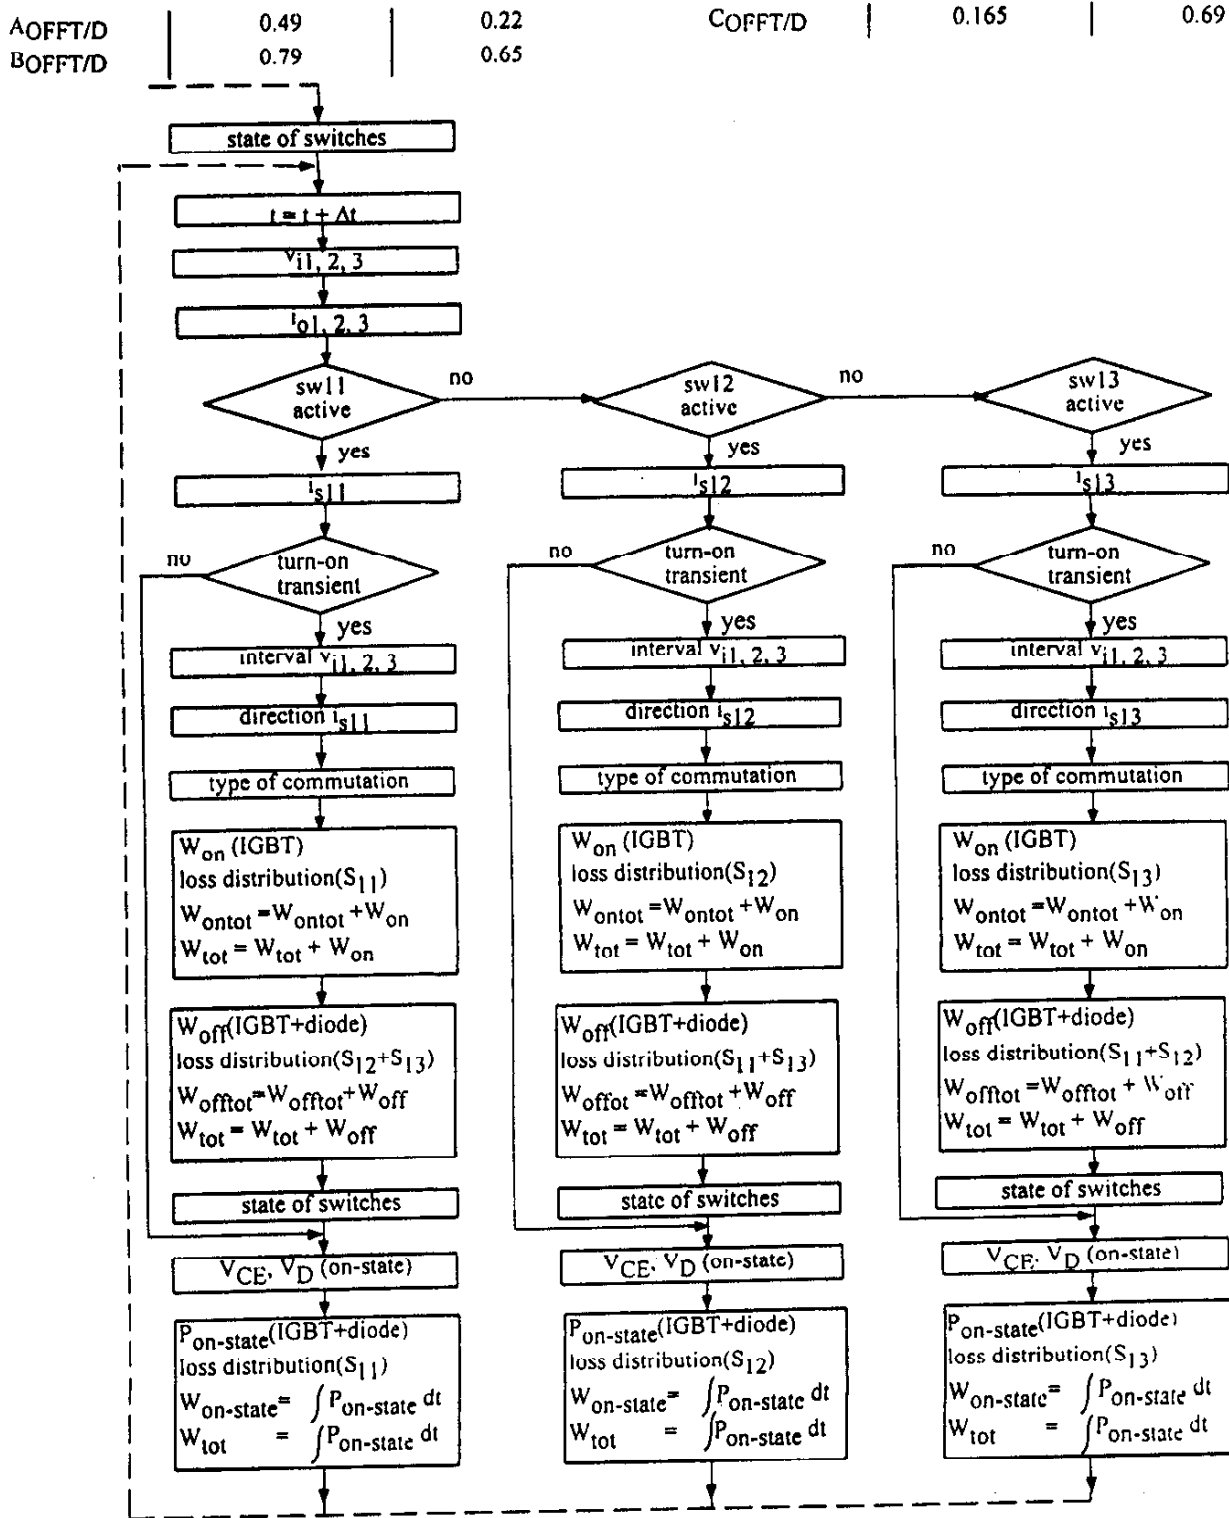 AOFFT/D 0.49 0.22 COFFT/D 0.165 0.69
BOFFT/D 0.79 0.65
state of switches
t = t + Δt
vi1, 2, 3
io1, 2, 3
sw11 active
no
sw12 active
no
sw13 active
yes
yes
yes
is11
is12
is13
no
turn-on transient
no
turn-on transient
no
turn-on transient
yes
yes
yes
interval vi1, 2, 3
interval vi1, 2, 3
interval vi1, 2, 3
direction is11
direction is12
direction is13
type of commutation
type of commutation
type of commutation
Won (IGBT)
loss distribution(S11)
Wontot =Wontot +Won
Wtot = Wtot + Won
Won (IGBT)
loss distribution(S12)
Wontot =Wontot +Won
Wtot = Wtot + Won
Won (IGBT)
loss distribution(S13)
Wontot =Wontot +Won
Wtot = Wtot + Won
Woff(IGBT+diode)
loss distribution(S12+S13)
Wofftot=Wofftot+Woff
Wtot = Wtot + Woff
Woff(IGBT+diode)
loss distribution(S11+S13)
Woffot =Wofftot+Woff
Wtot = Wtot + Woff
Woff(IGBT+diode)
loss distribution(S11+S12)
Wofftot =Wofftot + Woff
Wtot = Wtot + Woff
state of switches
state of switches
state of switches
VCE, VD (on-state)
VCE, VD (on-state)
VCE, VD (on-state)
Pon-state(IGBT+diode)
loss distribution(S11)
Won-state= ∫Pon-state dt
Wtot = ∫Pon-state dt
Pon-state(IGBT+diode)
loss distribution(S12)
Won-state= ∫Pon-state dt
Wtot = ∫Pon-state dt
Pon-state(IGBT+diode)
loss distribution(S13)
Won-state= ∫Pon-state dt
Wtot = ∫Pon-state dt